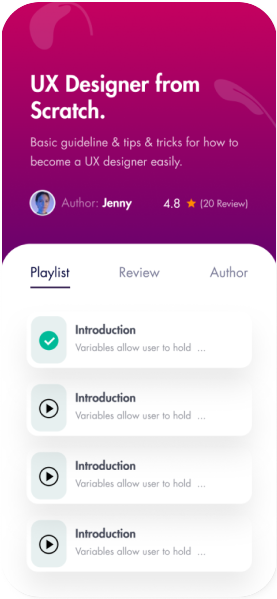 UX Designer from
Scratch.
Basic guideline & tips & tricks for how to
become a UX designer easily.
Author: Jenny 4.8 (20 Review)
Playlist Review Author
Introduction
Variables allow user to hold ...
Introduction
Variables allow user to hold ...
Introduction
Variables allow user to hold ...
Introduction
Variables allow user to hold ...